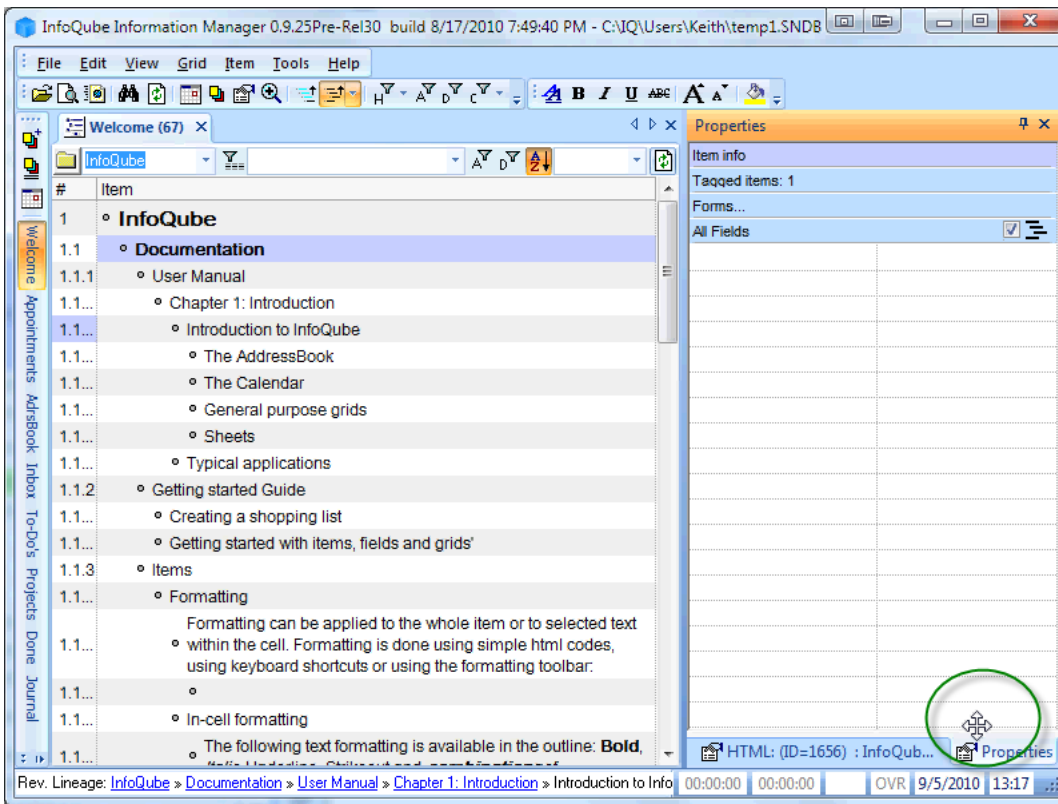 InfoQube Information Manager 0.9.25Pre-Rel30 build 8/17/2010 7:49:40 PM - C:\IQ\Users\Keith\temp1.SNDB
File Edit View Grid Item Tools Help
H A D C A B I U ABC A A
Welcome (67)
Properties
InfoQube
A D A Z
Item info
Tagged items: 1
Forms...
All Fields
# Item
1 InfoQube
1.1 Documentation
1.1.1 User Manual
1.1... Chapter 1: Introduction
1.1... Introduction to InfoQube
1.1... The AddressBook
1.1... The Calendar
1.1... General purpose grids
1.1... Sheets
1.1... Typical applications
1.1.2 Getting started Guide
1.1... Creating a shopping list
1.1... Getting started with items, fields and grids'
1.1.3 Items
1.1... Formatting
1.1... Formatting can be applied to the whole item or to selected text
within the cell. Formatting is done using simple html codes,
using keyboard shortcuts or using the formatting toolbar:
1.1...
1.1... In-cell formatting
1.1... The following text formatting is available in the outline: Bold,
Welcome
Appointments
AdrsBook
Inbox
To-Do's
Projects
Done
Journal
HTML: (ID=1656) : InfoQub... Properties
Rev. Lineage: InfoQube » Documentation » User Manual » Chapter 1: Introduction » Introduction to Info 00:00:00 00:00:00 OVR 9/5/2010 13:17